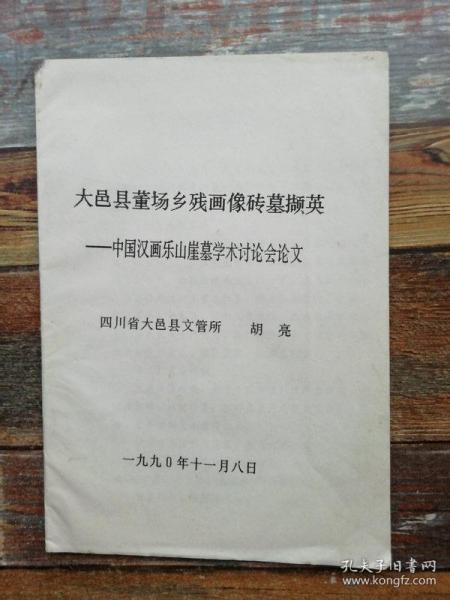 大邑县董场乡残画像砖墓撷英
——中国汉画乐山崖墓学术讨论会论文
四川省大邑县文管所 胡亮
一九九0年十一月八日
孔夫子旧书网
www.kongfz.com